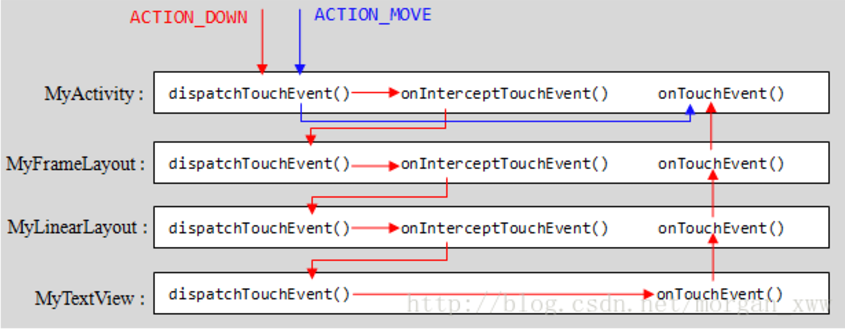 ACTION_DOWN ACTION_MOVE
MyActivity : dispatchTouchEvent() onInterceptTouchEvent() onTouchEvent()
MyFrameLayout : dispatchTouchEvent() onInterceptTouchEvent() onTouchEvent()
MyLinearLayout : dispatchTouchEvent() onInterceptTouchEvent() onTouchEvent()
MyTextView : dispatchTouchEvent() onTouchEvent()
http://blog.csdn.net/morgan_xww